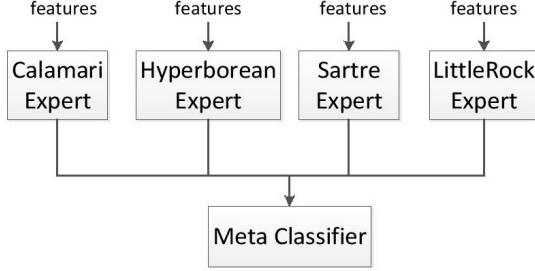 features features features features
Calamari Hyperborean Sartre LittleRock
Expert Expert Expert Expert
Meta Classifier